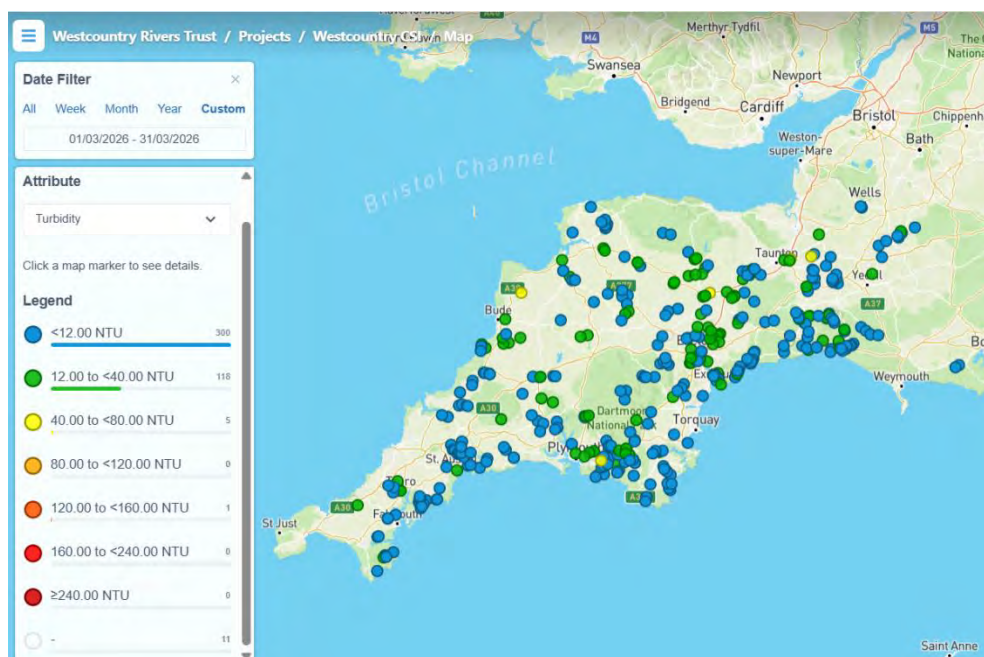 Westcountry Rivers Trust / Projects / Westcountry CSI / Map
Date Filter ×
All Week Month Year Custom
01/03/2026 - 31/03/2026
Attribute
Turbidity
Click a map marker to see details.
Legend
<12.00 NTU 300
12.00 to <40.00 NTU 118
40.00 to <80.00 NTU 5
80.00 to <120.00 NTU 0
120.00 to <160.00 NTU 1
160.00 to <240.00 NTU 0
≥240.00 NTU 0
- 11
A48
Merthyr Tydfil
M4
M5
Swansea
Newport
Bridgend
Cardiff
Bristol
Chippenh
Weston-
super-Mare
Bath
Bristol Channel
Wells
Taunton
Yeovil
A37
Bude
Weymouth
A30
Dartmoor
National
Torquay
Plymouth
St. Au
Truro
A30
Falmouth
St Just
Saint Anne